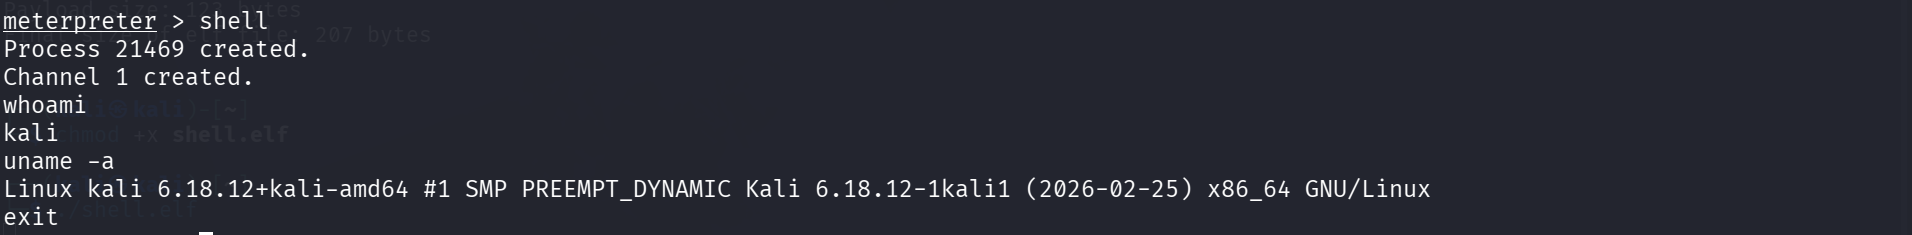 meterpreter > shell
Process 21469 created.
Channel 1 created.
whoami
kali
uname -a
Linux kali 6.18.12+kali-amd64 #1 SMP PREEMPT_DYNAMIC Kali 6.18.12-1kali1 (2026-02-25) x86_64 GNU/Linux
exit